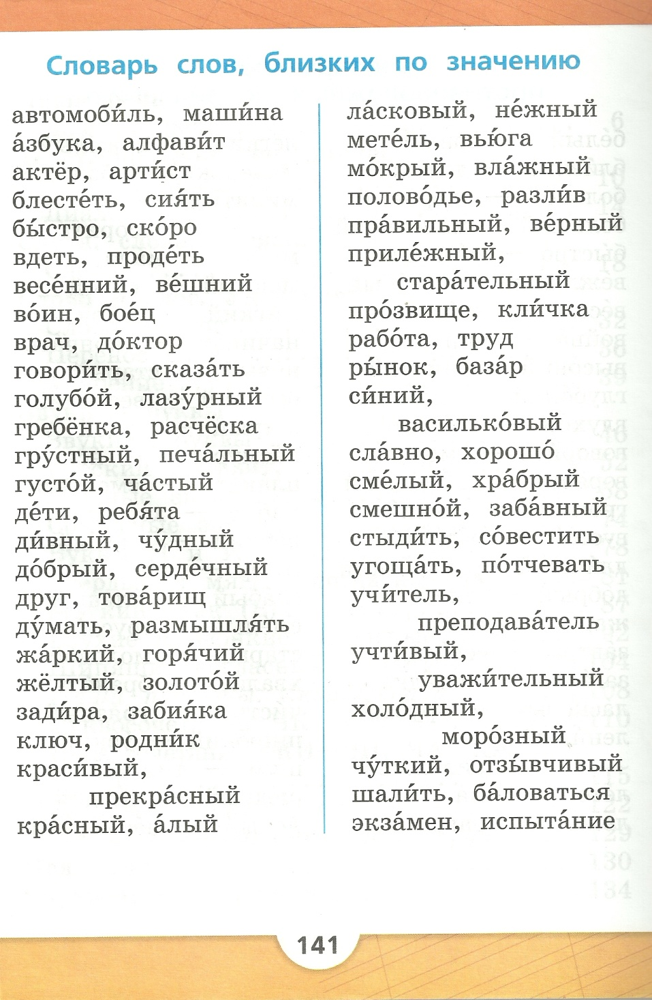 Словарь слов, близких по значению
автомоби́ль, маши́на
а́збука, алфави́т
актёр, арти́ст
блесте́ть, сия́ть
бы́стро, ско́ро
вдеть, проде́ть
весе́нний, ве́шний
во́ин, бое́ц
врач, до́ктор
говори́ть, сказа́ть
голубо́й, лазу́рный
гребёнка, расчёска
гру́стный, печа́льный
густо́й, ча́стый
де́ти, ребя́та
ди́вный, чу́дный
до́брый, серде́чный
друг, това́рищ
ду́мать, размышля́ть
жа́ркий, горя́чий
жёлтый, золото́й
зади́ра, забия́ка
ключ, родни́к
краси́вый,
прекра́сный
кра́сный, а́лый
ла́сковый, не́жный
мете́ль, вью́га
мо́крый, вла́жный
полово́дье, разли́в
пра́вильный, ве́рный
приле́жный,
стара́тельный
про́звище, кли́чка
рабо́та, труд
ры́нок, база́р
си́ний,
василько́вый
сла́вно, хорошо́
сме́лый, хра́брый
смешно́й, заба́вный
стыди́ть, со́вестить
угоща́ть, по́тчевать
учи́тель,
преподава́тель
учти́вый,
уважи́тельный
холо́дный,
моро́зный
чу́ткий, отзы́вчивый
шали́ть, ба́ловаться
экза́мен, испыта́ние
141